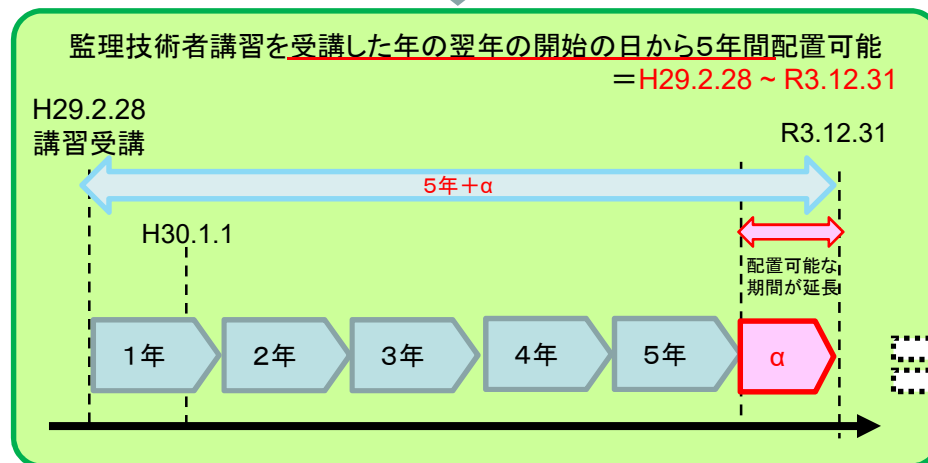 監理技術者講習を受講した年の翌年の開始の日から5年間配置可能
＝H29.2.28 ~ R3.12.31
H29.2.28
講習受講
R3.12.31
5年＋α
H30.1.1
配置可能な
期間が延長
1年
2年
3年
4年
5年
α